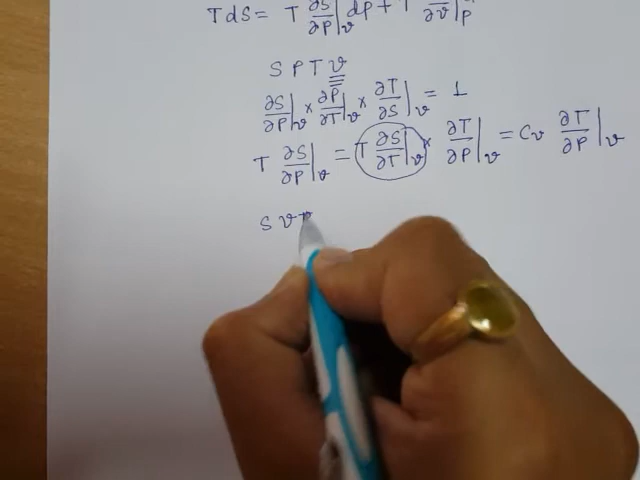 TdS = T ∂S/∂P|v dP + T ∂v|P
S P T v
∂S/∂P|v × ∂P/∂T|v × ∂T/∂S|v = 1
T ∂S/∂P|v = T ∂S/∂T|v × ∂T/∂P|v = Cv ∂T/∂P|v
S v